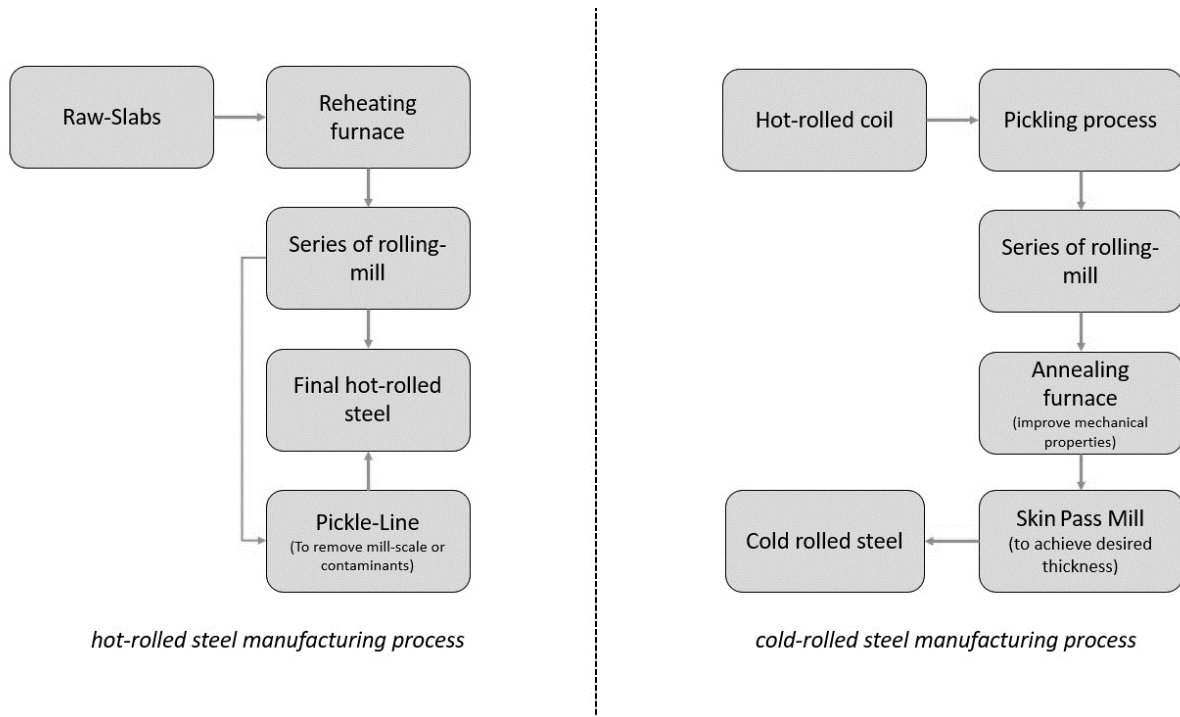 Raw-Slabs
Reheating
furnace
Series of rolling-
mill
Final hot-rolled
steel
Pickle-Line
(To remove mill-scale or
contaminants)
hot-rolled steel manufacturing process
Hot-rolled coil
Pickling process
Series of rolling-
mill
Annealing
furnace
(improve mechanical
properties)
Skin Pass Mill
(to achieve desired
thickness)
Cold rolled steel
cold-rolled steel manufacturing process